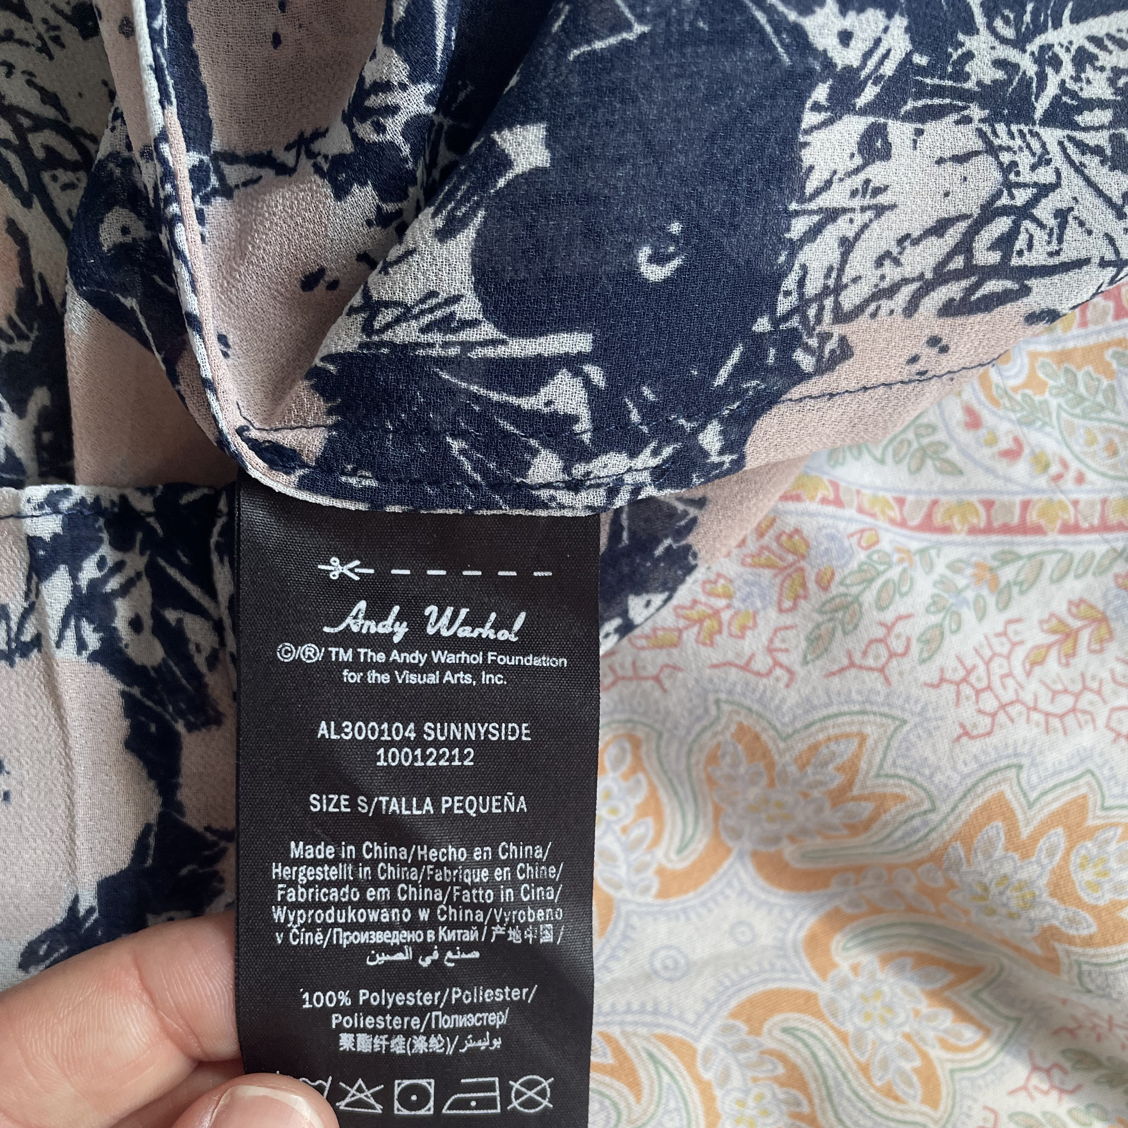 Andy Warhol
©/®/ TM The Andy Warhol Foundation
for the Visual Arts, Inc.
AL300104 SUNNYSIDE
10012212
SIZE S/TALLA PEQUEÑA
Made in China/Hecho en China/
Hergestellt in China/Fabrique en Chine/
Fabricado em China/Fatto in Cina/
Wyprodukowano w China/Vyrobeno
v Číně/Произведено в Китай/产地中国/
صنع في الصين
100% Polyester/Poliester/
Poliestere/Полиэстер/
聚酯纤维(涤纶)/بوليستر